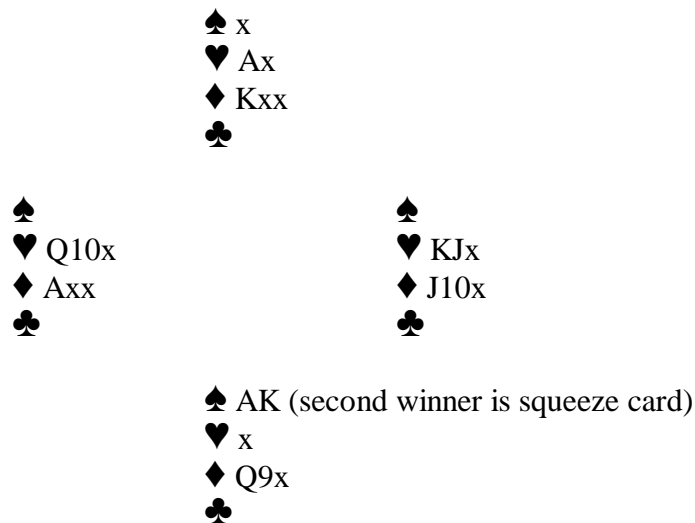 ♠ x
♥ Ax
♦ Kxx
♣
♠
♥ Q10x
♦ Axx
♣
♠
♥ KJx
♦ J10x
♣
♠ AK (second winner is squeeze card)
♥ x
♦ Q9x
♣